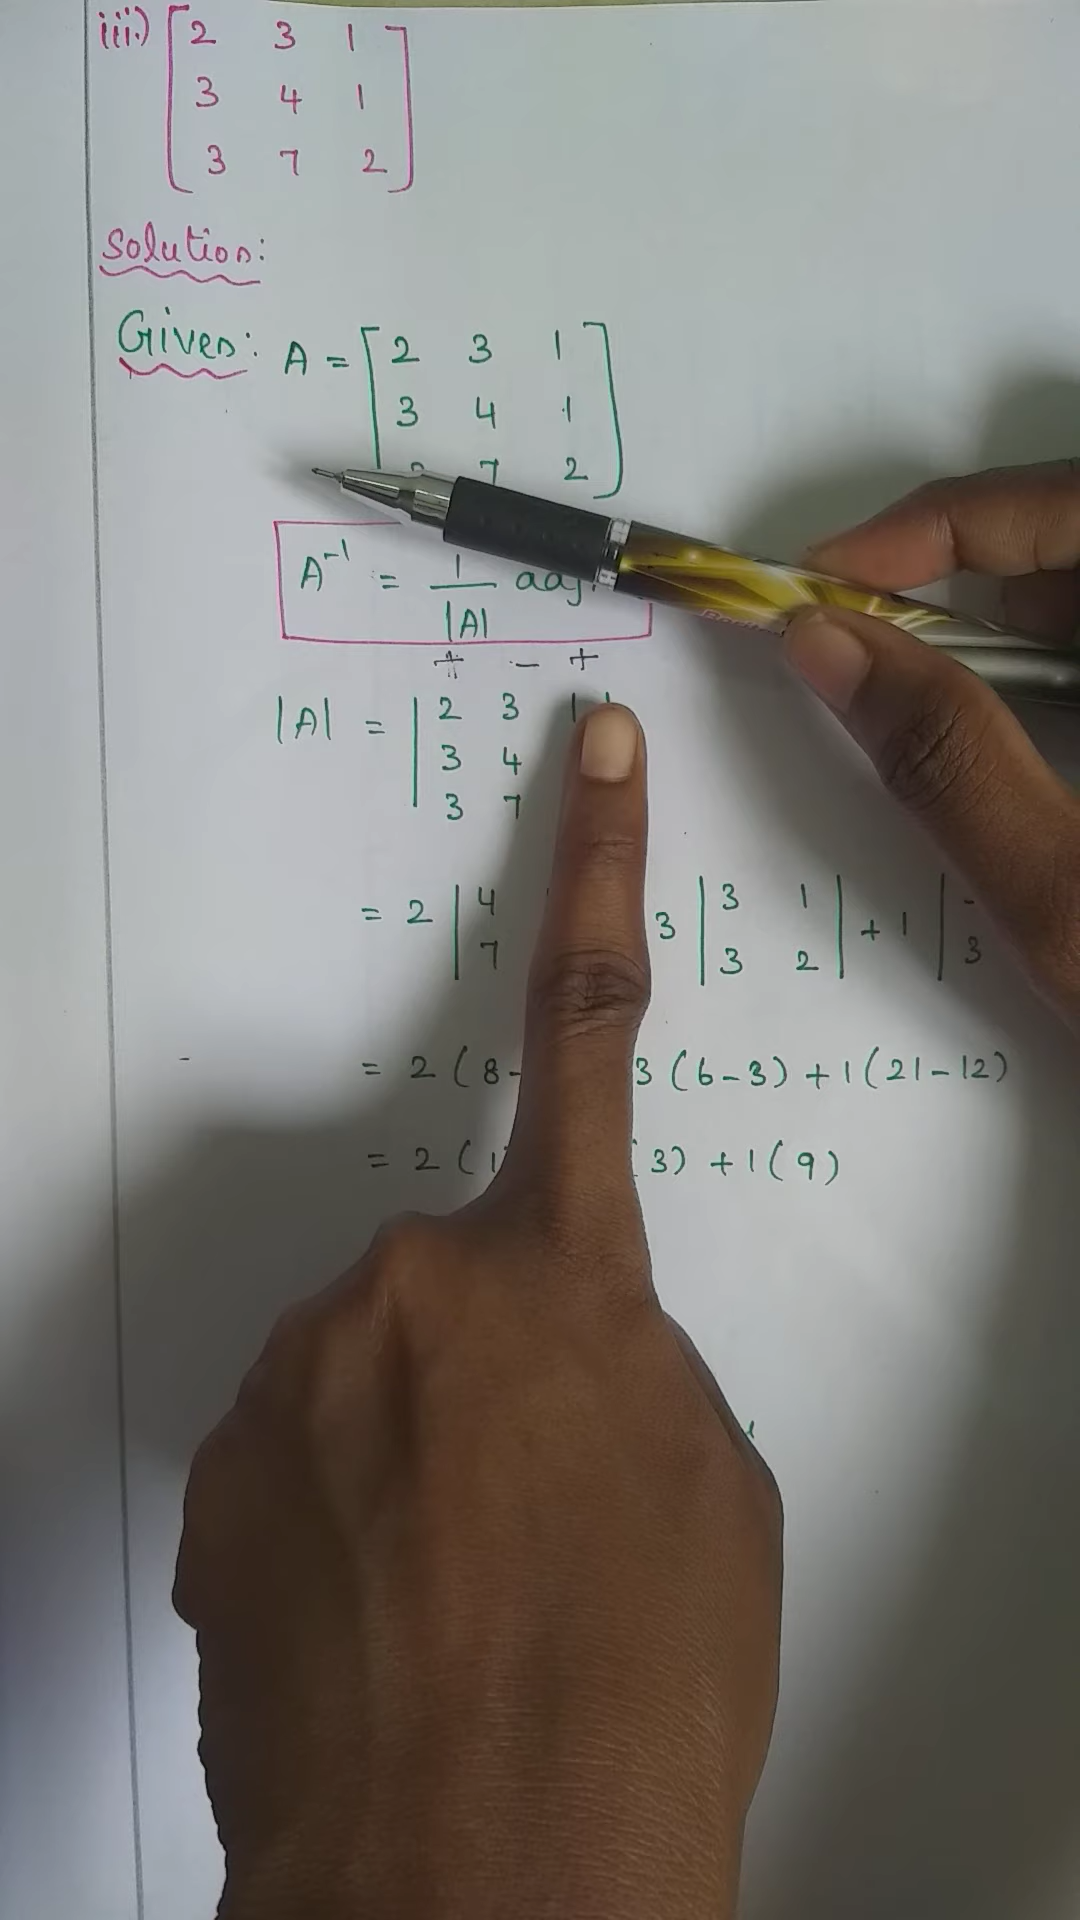 iii.) [2 3 1
3 4 1
3 7 2]
Solution:
Given: A = [2 3 1
3 4 1
7 2]
A⁻¹ = 1/|A| adj
+ - +
|A| = |2 3 1
3 4
3 7
= 2 |4
7
3 |3 1
3 2| + 1 |
3
= 2 (8- 3 (6-3) + 1 (21-12)
= 2 (1 3) + 1 (9)